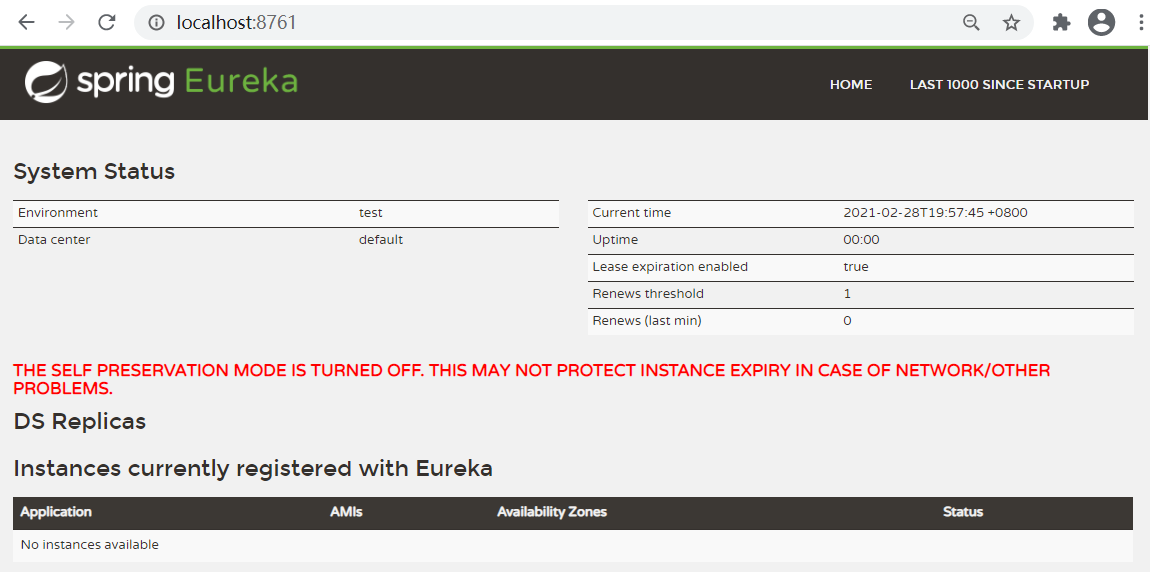 localhost:8761
spring Eureka
HOME LAST 1000 SINCE STARTUP
System Status
Environment test
Data center default
Current time 2021-02-28T19:57:45 +0800
Uptime 00:00
Lease expiration enabled true
Renews threshold 1
Renews (last min) 0
THE SELF PRESERVATION MODE IS TURNED OFF. THIS MAY NOT PROTECT INSTANCE EXPIRY IN CASE OF NETWORK/OTHER
PROBLEMS.
DS Replicas
Instances currently registered with Eureka
Application AMIs Availability Zones Status
No instances available